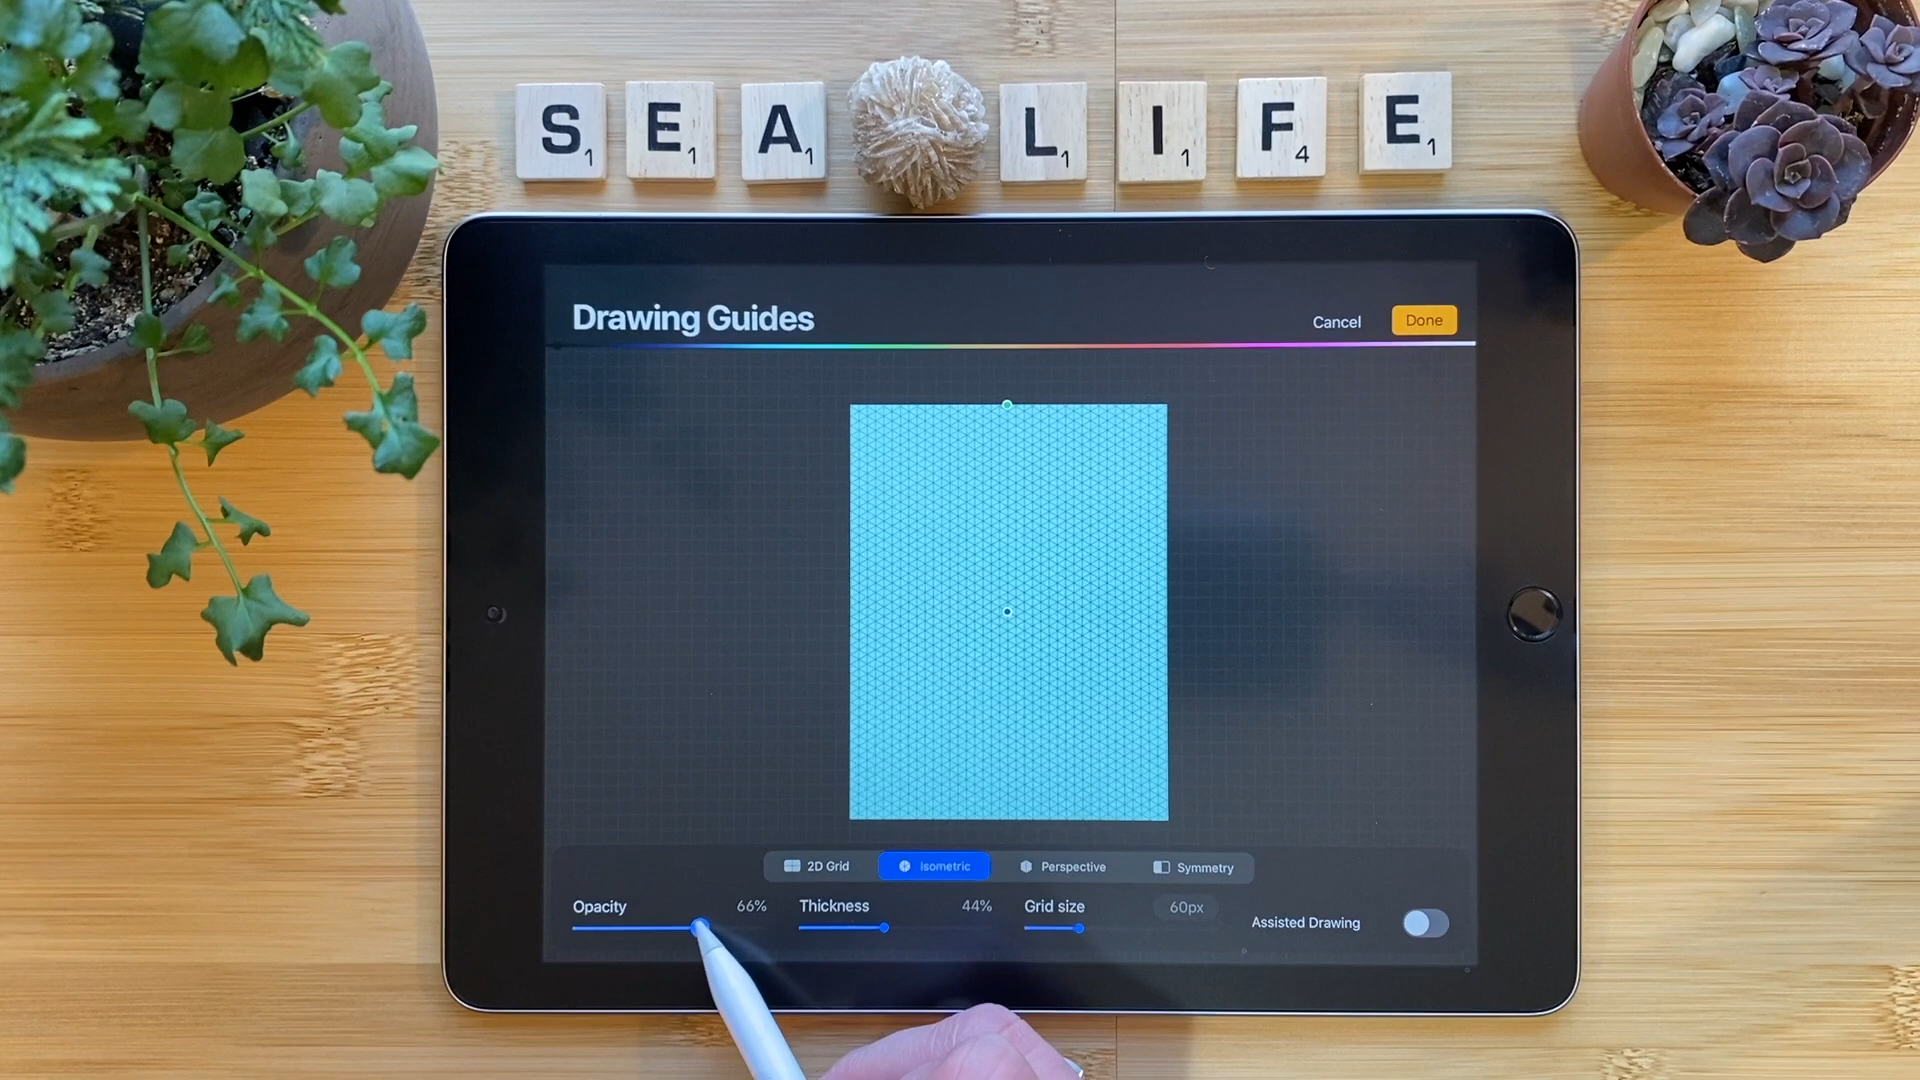 S1 E1 A1 L1 I1 F4 E1
Drawing Guides
Cancel Done
2D Grid Isometric Perspective Symmetry
Opacity 66% Thickness 44% Grid size 60px
Assisted Drawing